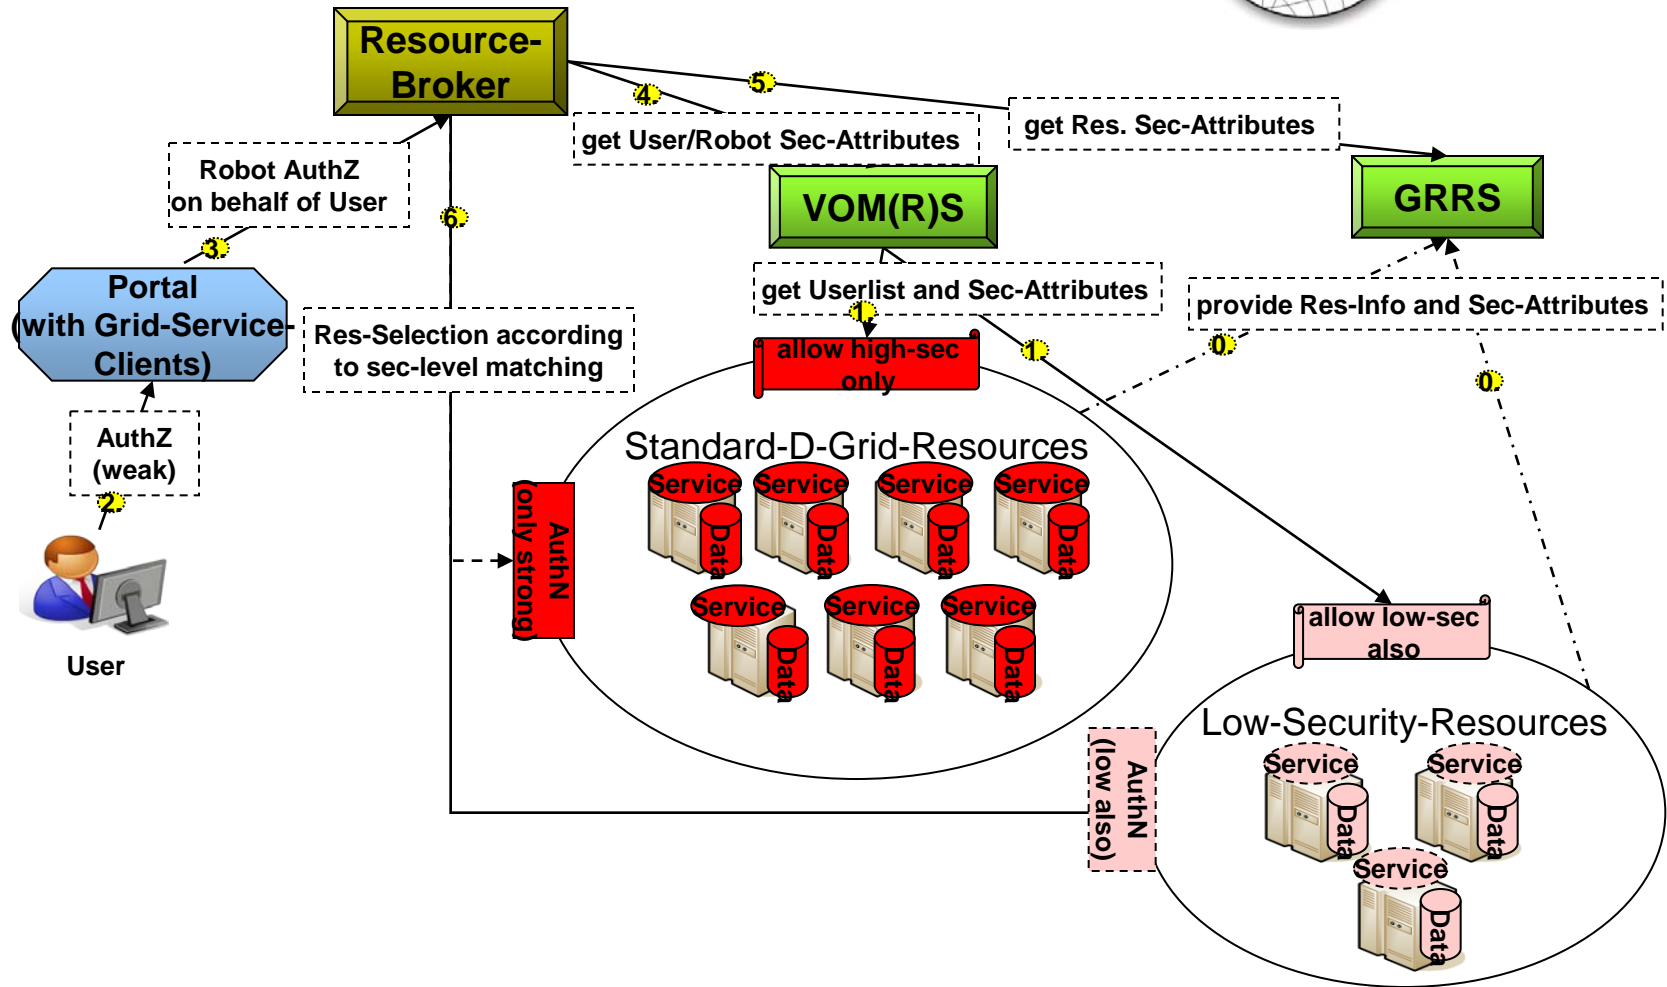 Resource-
Broker
4.
5.
get User/Robot Sec-Attributes
get Res. Sec-Attributes
Robot AuthZ
on behalf of User
3.
6.
VOM(R)S
GRRS
Portal
(with Grid-Service-
Clients)
get Userlist and Sec-Attributes
provide Res-Info and Sec-Attributes
1.
1.
0.
0.
Res-Selection according
to sec-level matching
allow high-sec
only
AuthZ
(weak)
2.
User
Standard-D-Grid-Resources
AuthN
(only strong)
Service
Data
Service
Data
Service
Data
Service
Data
Service
Data
Service
Data
Service
Data
allow low-sec
also
Low-Security-Resources
AuthN
(low also)
Service
Data
Service
Data
Service
Data